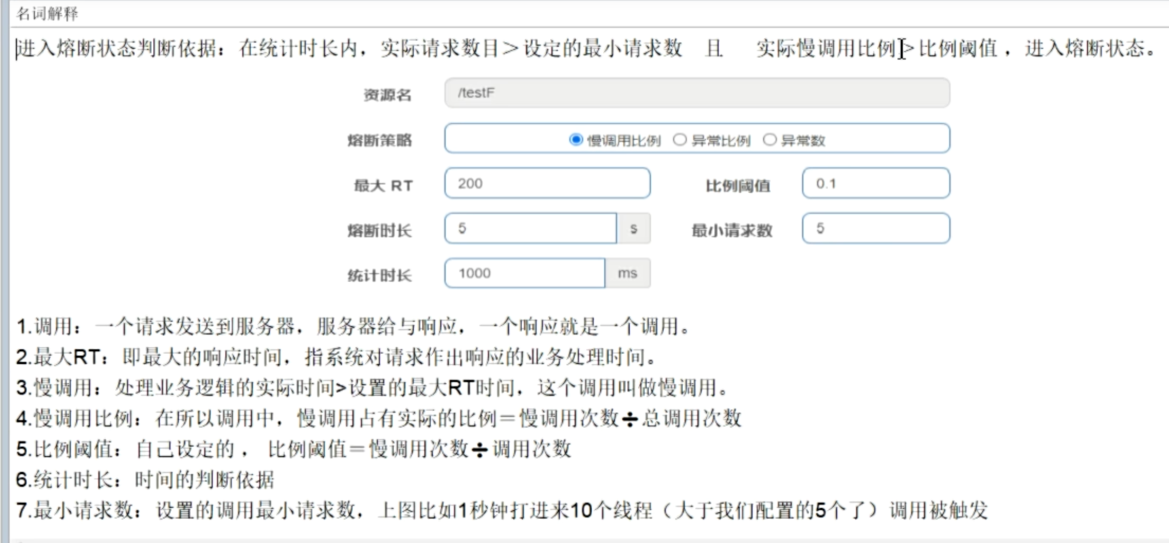 名词解释
进入熔断状态判断依据：在统计时长内，实际请求数目＞设定的最小请求数 且 实际慢调用比例＞比例阈值，进入熔断状态。
资源名 /testF
熔断策略 慢调用比例 异常比例 异常数
最大 RT 200 比例阈值 0.1
熔断时长 5 s 最小请求数 5
统计时长 1000 ms
1.调用：一个请求发送到服务器，服务器给与响应，一个响应就是一个调用。
2.最大RT：即最大的响应时间，指系统对请求作出响应的业务处理时间。
3.慢调用：处理业务逻辑的实际时间>设置的最大RT时间，这个调用叫做慢调用。
4.慢调用比例：在所以调用中，慢调用占有实际的比例＝慢调用次数➗总调用次数
5.比例阈值：自己设定的 ， 比例阈值＝慢调用次数➗调用次数
6.统计时长：时间的判断依据
7.最小请求数：设置的调用最小请求数，上图比如1秒钟打进来10个线程（大于我们配置的5个了）调用被触发